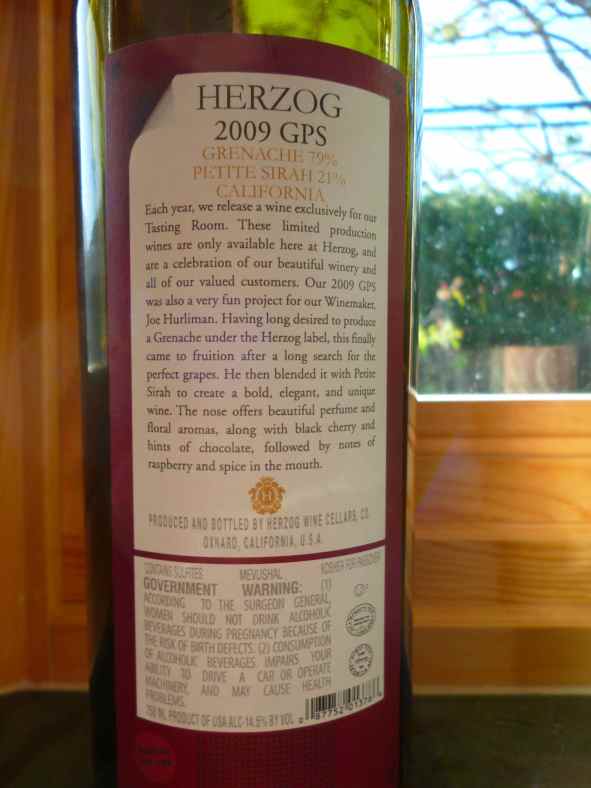 HERZOG
2009 GPS
GRENACHE 79%
PETITE SIRAH 21%
CALIFORNIA
Each year, we release a wine exclusively for our
Tasting Room. These limited production
wines are only available here at Herzog, and
are a celebration of our beautiful winery and
all of our valued customers. Our 2009 GPS
was also a very fun project for our Winemaker,
Joe Hurliman. Having long desired to produce
a Grenache under the Herzog label, this finally
came to fruition after a long search for the
perfect grapes. He then blended it with Petite
Sirah to create a bold, elegant, and unique
wine. The nose offers beautiful perfume and
floral aromas, along with black cherry and
hints of chocolate, followed by notes of
raspberry and spice in the mouth.
H
PRODUCED AND BOTTLED BY HERZOG WINE CELLARS, CO.
OXNARD, CALIFORNIA, U.S.A.
CONTAINS SULFITES MEVUSHAL KOSHER FOR PASSOVER
GOVERNMENT WARNING: (1)
ACCORDING TO THE SURGEON GENERAL,
WOMEN SHOULD NOT DRINK ALCOHOLIC
BEVERAGES DURING PREGNANCY BECAUSE OF
THE RISK OF BIRTH DEFECTS. (2) CONSUMPTION
OF ALCOHOLIC BEVERAGES IMPAIRS YOUR
ABILITY TO DRIVE A CAR OR OPERATE
MACHINERY, AND MAY CAUSE HEALTH
PROBLEMS.
750 ML PRODUCT OF USA ALC-14.5% BY VOL